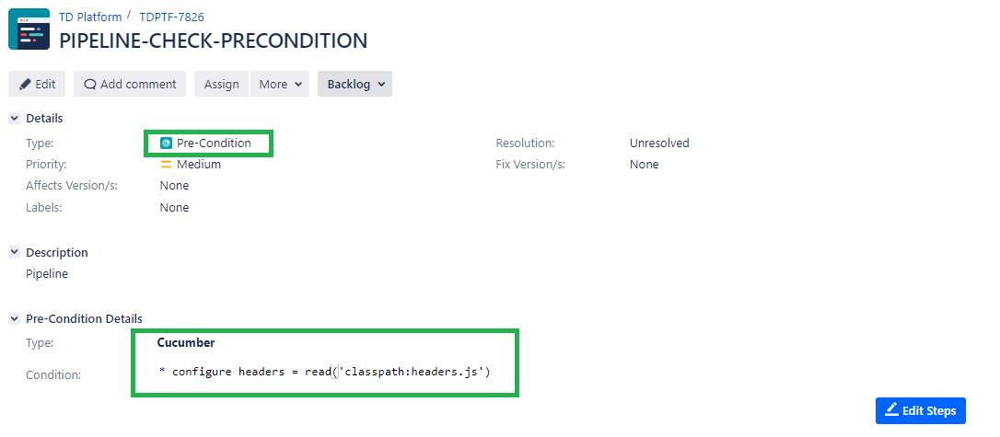 TD Platform / TDPTF-7826
PIPELINE-CHECK-PRECONDITION
Edit Add comment Assign More Backlog
Details
Type: Pre-Condition Resolution: Unresolved
Priority: Medium Fix Version/s: None
Affects Version/s: None
Labels: None
Description
Pipeline
Pre-Condition Details
Type: Cucumber
Condition: * configure headers = read('classpath:headers.js')
Edit Steps